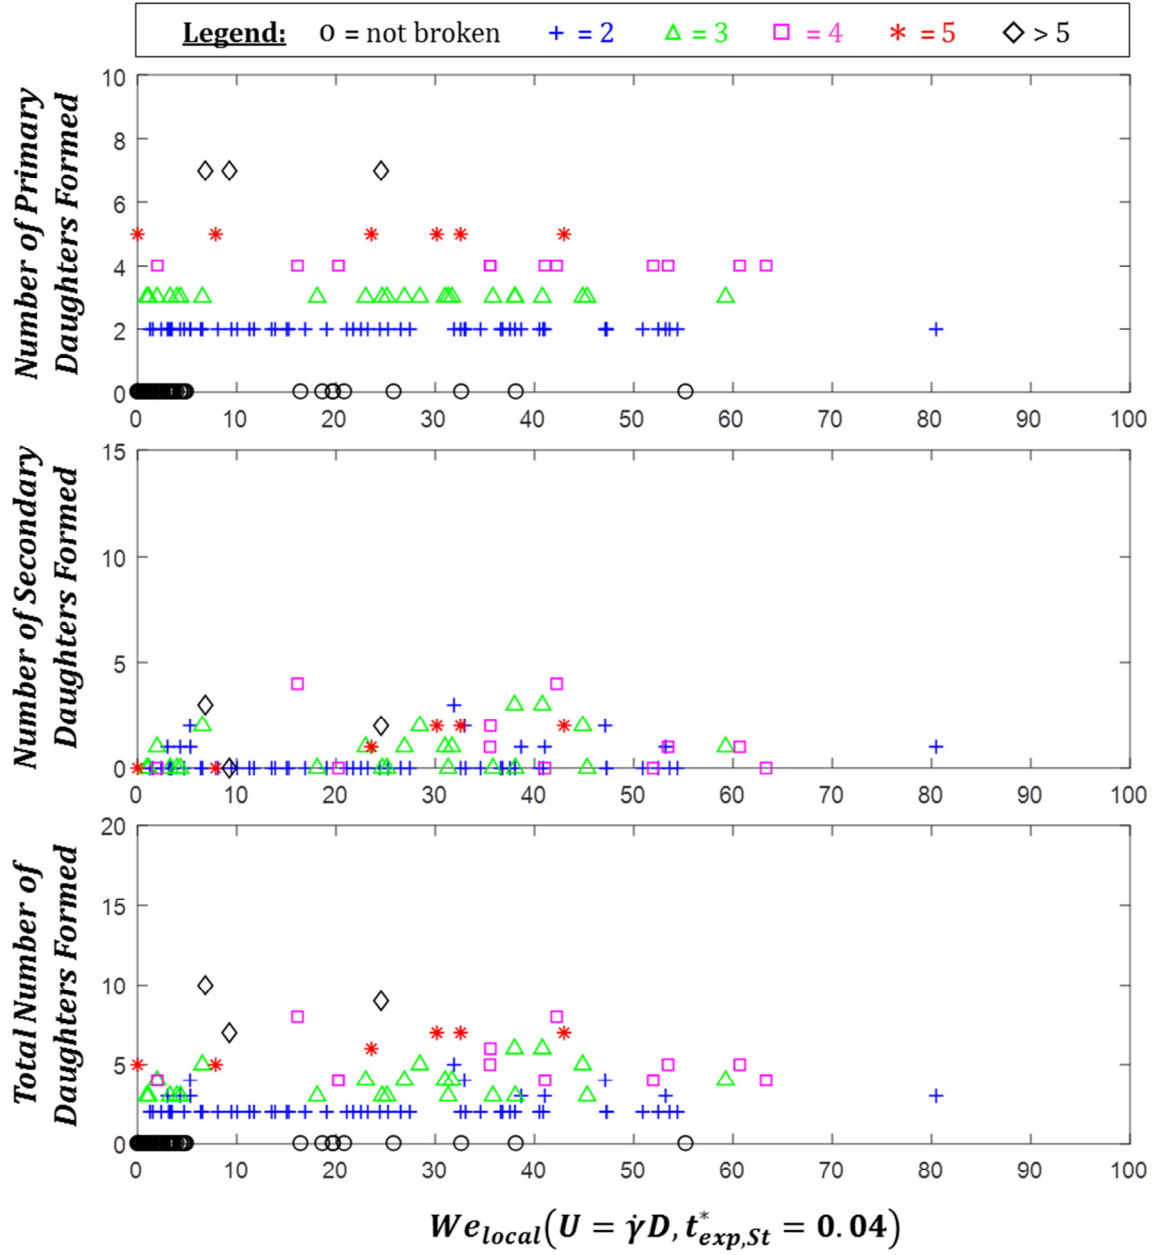 Legend: O = not broken + = 2 △ = 3 □ = 4 * = 5 ◇ > 5
Number of Primary
Daughters Formed
10
8
6
4
2
0
0 10 20 30 40 50 60 70 80 90 100
Number of Secondary
Daughters Formed
15
10
5
0
0 10 20 30 40 50 60 70 80 90 100
Total Number of
Daughters Formed
20
15
10
5
0
0 10 20 30 40 50 60 70 80 90 100
We_local(U = γ̇D, t*_exp,St = 0.04)